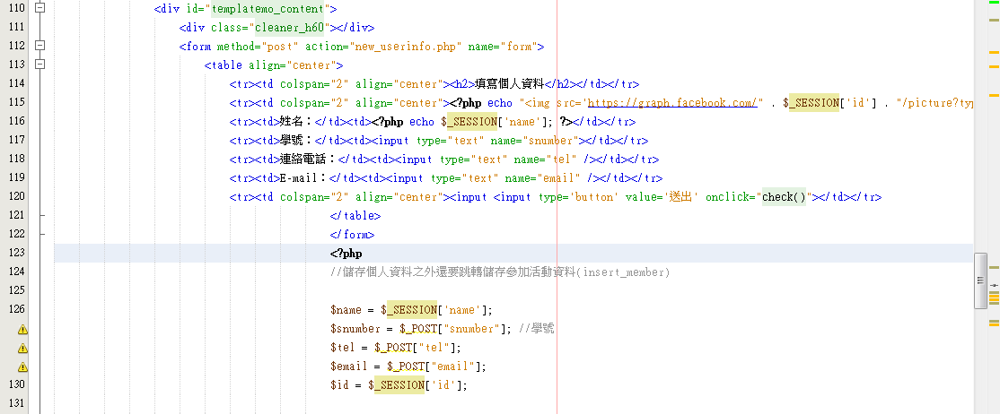 110 <div id="templatemo_content">
111 <div class="cleaner_h60"></div>
112 <form method="post" action="new_userinfo.php" name="form">
113 <table align="center">
114 <tr><td colspan="2" align="center"><h2>填寫個人資料</h2></td></tr>
115 <tr><td colspan="2" align="center"><?php echo "<img src='https://graph.facebook.com/" . $_SESSION['id'] . "/picture?typ
116 <tr><td>姓名：</td><td><?php echo $_SESSION['name']; ?></td></tr>
117 <tr><td>學號：</td><td><input type="text" name="snumber"></td></tr>
118 <tr><td>連絡電話：</td><td><input type="text" name="tel" /></td></tr>
119 <tr><td>E-mail：</td><td><input type="text" name="email" /></td></tr>
120 <tr><td colspan="2" align="center"><input <input type='button' value='送出' onclick="check()"></td></tr>
121 </table>
122 </form>
123 <?php
124 //儲存個人資料之外還要跳轉儲存參加活動資料(insert_member)
125
126 $name = $_SESSION['name'];
$snumber = $_POST["snumber"]; //學號
$tel = $_POST["tel"];
$email = $_POST["email"];
130 $id = $_SESSION['id'];
131